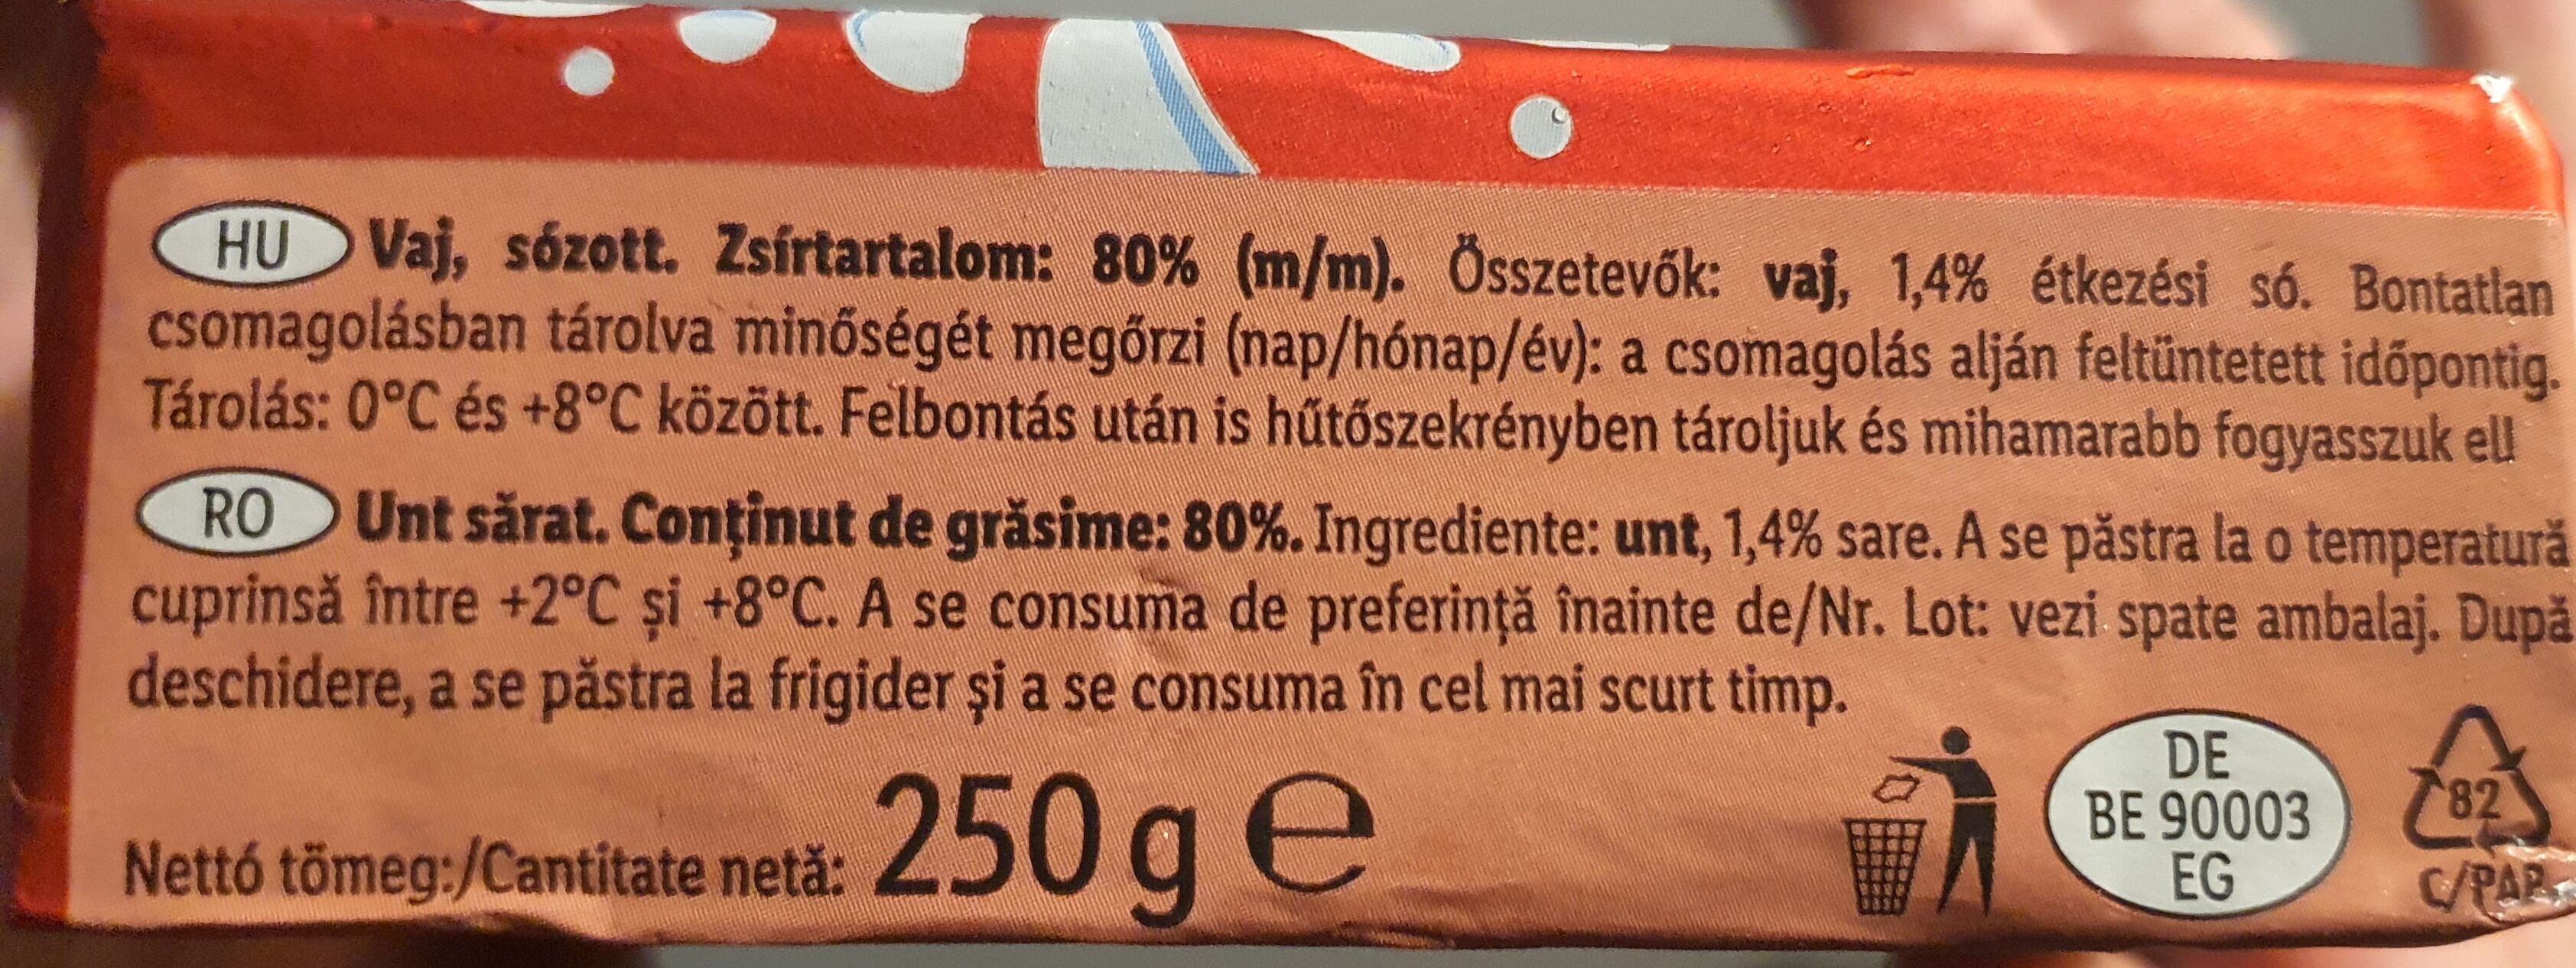 HU Vaj, sózott. Zsírtartalom: 80% (m/m). Összetevők: vaj, 1,4% étkezési só. Bontatlan
csomagolásban tárolva minőségét megőrzi (nap/hónap/év): a csomagolás alján feltüntetett időpontig.
Tárolás: 0°C és +8°C között. Felbontás után is hűtőszekrényben tároljuk és mihamarabb fogyasszuk el!
RO Unt sărat. Conținut de grăsime: 80%. Ingrediente: unt, 1,4% sare. A se păstra la o temperatură
cuprinsă între +2°C și +8°C. A se consuma de preferință înainte de/Nr. Lot: vezi spate ambalaj. După
deschidere, a se păstra la frigider și a se consuma în cel mai scurt timp.
Nettó tömeg:/Cantitate netă: 250 g e
DE
BE 90003
EG
82
C/PAP